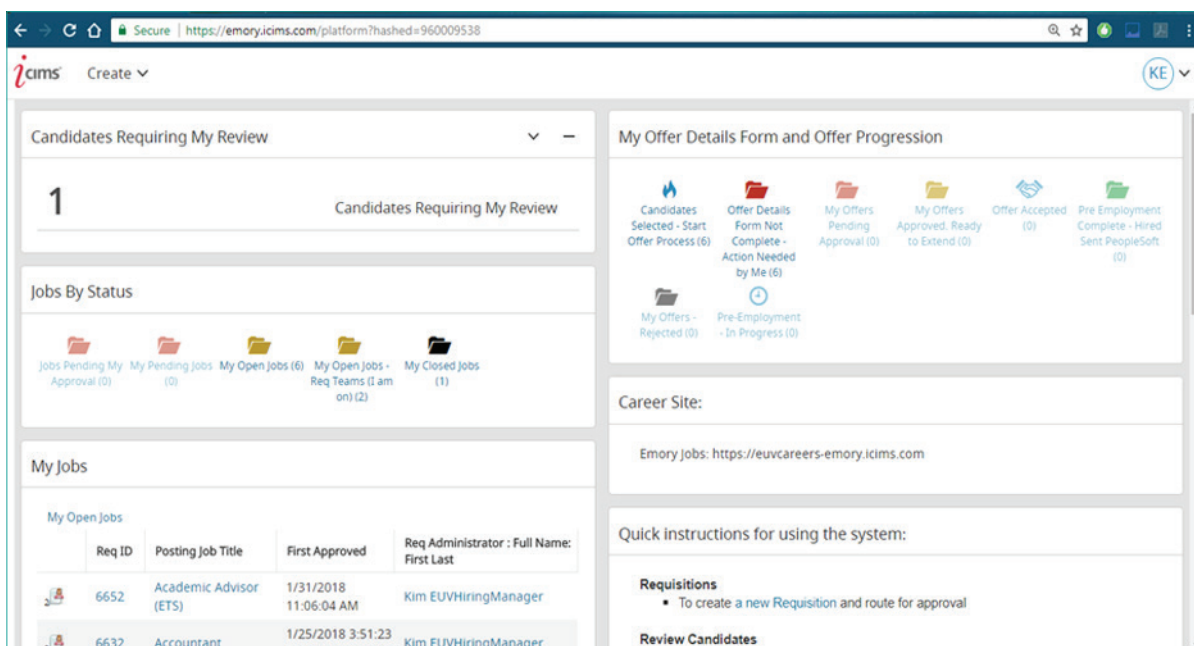 Secure | https://emory.icims.com/platform?hashed=960009538
icims
Create
KE
Candidates Requiring My Review
1
Candidates Requiring My Review
Jobs By Status
Jobs Pending My
Approval (0)
My Pending Jobs
(0)
My Open Jobs (6)
My Open Jobs -
Req Teams (I am
on) (2)
My Closed Jobs
(1)
My Jobs
My Open Jobs
Req ID
Posting Job Title
First Approved
Req Administrator : Full Name:
First Last
6652
Academic Advisor
(ETS)
1/31/2018
11:06:04 AM
Kim EUVHiringManager
6632
Accountant
1/25/2018 3:51:23
Kim EUVHiringManager
My Offer Details Form and Offer Progression
Candidates
Selected - Start
Offer Process (6)
Offer Details
Form Not
Complete -
Action Needed
by Me (6)
My Offers
Pending
Approval (0)
My Offers
Approved, Ready
to Extend (0)
Offer Accepted
(0)
Pre Employment
Complete - Hired
Sent PeopleSoft
(0)
My Offers -
Rejected (0)
Pre-Employment
- In Progress (0)
Career Site:
Emory Jobs: https://euvcareers-emory.icims.com
Quick instructions for using the system:
Requisitions
• To create a new Requisition and route for approval
Review Candidates